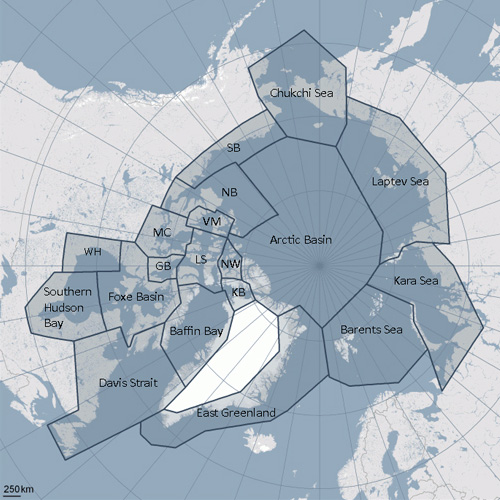 Chukchi Sea
SB
NB
Laptev Sea
VM
MC
Arctic Basin
WH
GB
LS
NW
Kara Sea
Southern
Hudson
Bay
Foxe Basin
KB
Baffin Bay
Barents Sea
Davis Strait
East Greenland
250km